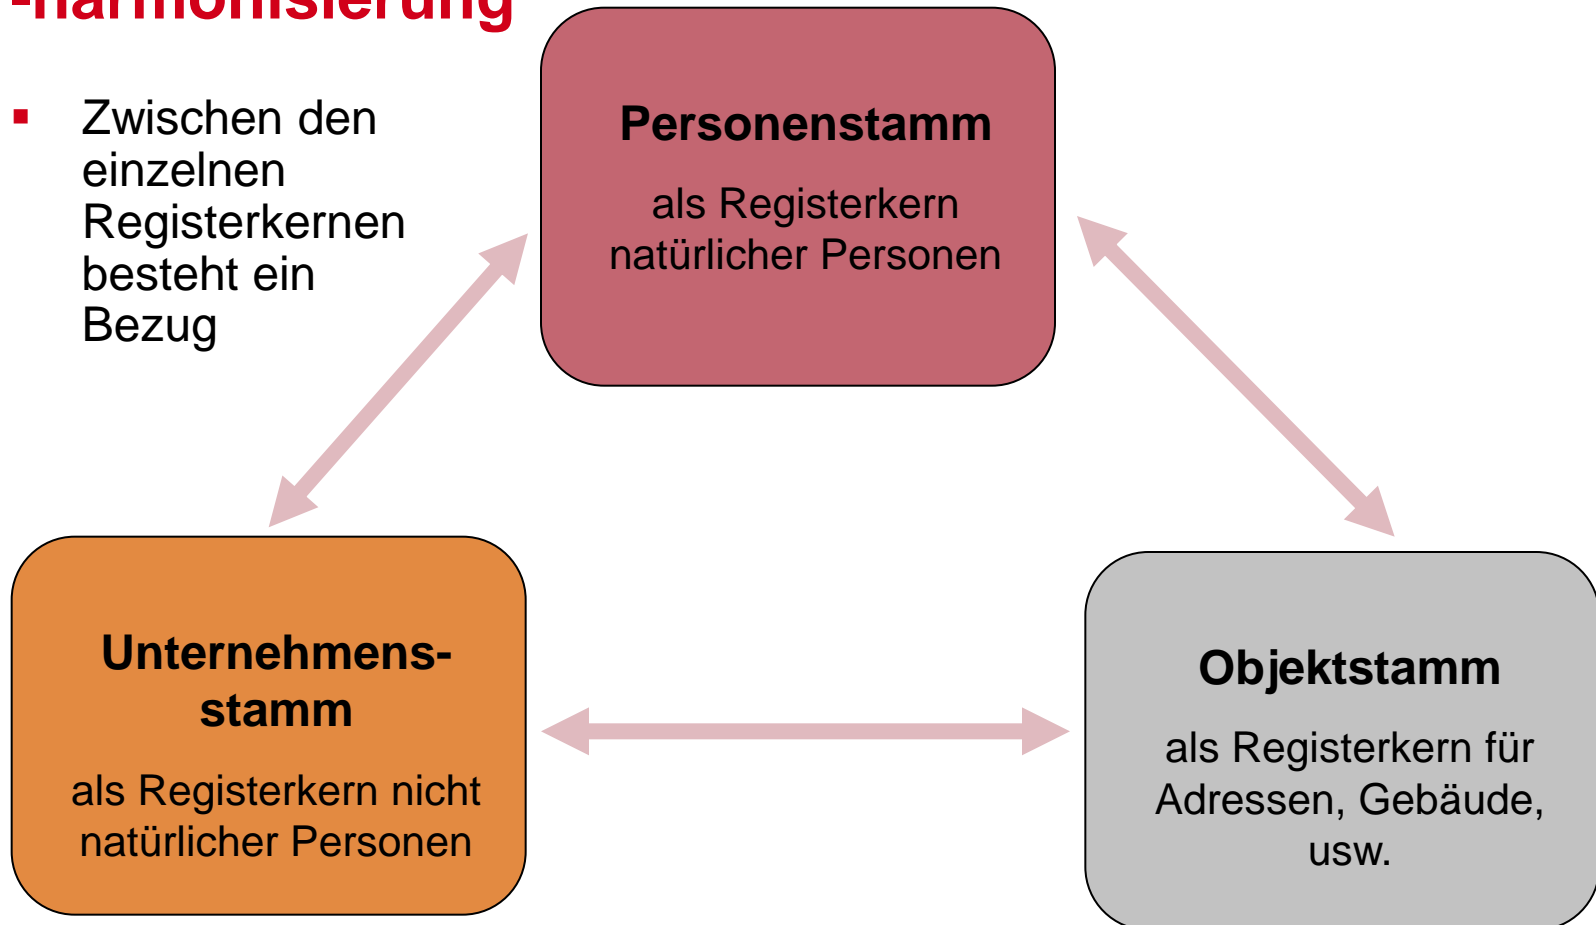 -harmonisierung
▪ Zwischen den
einzelnen
Registerkernen
besteht ein
Bezug
Personenstamm
als Registerkern
natürlicher Personen
Unternehmens-
stamm
als Registerkern nicht
natürlicher Personen
Objektstamm
als Registerkern für
Adressen, Gebäude,
usw.